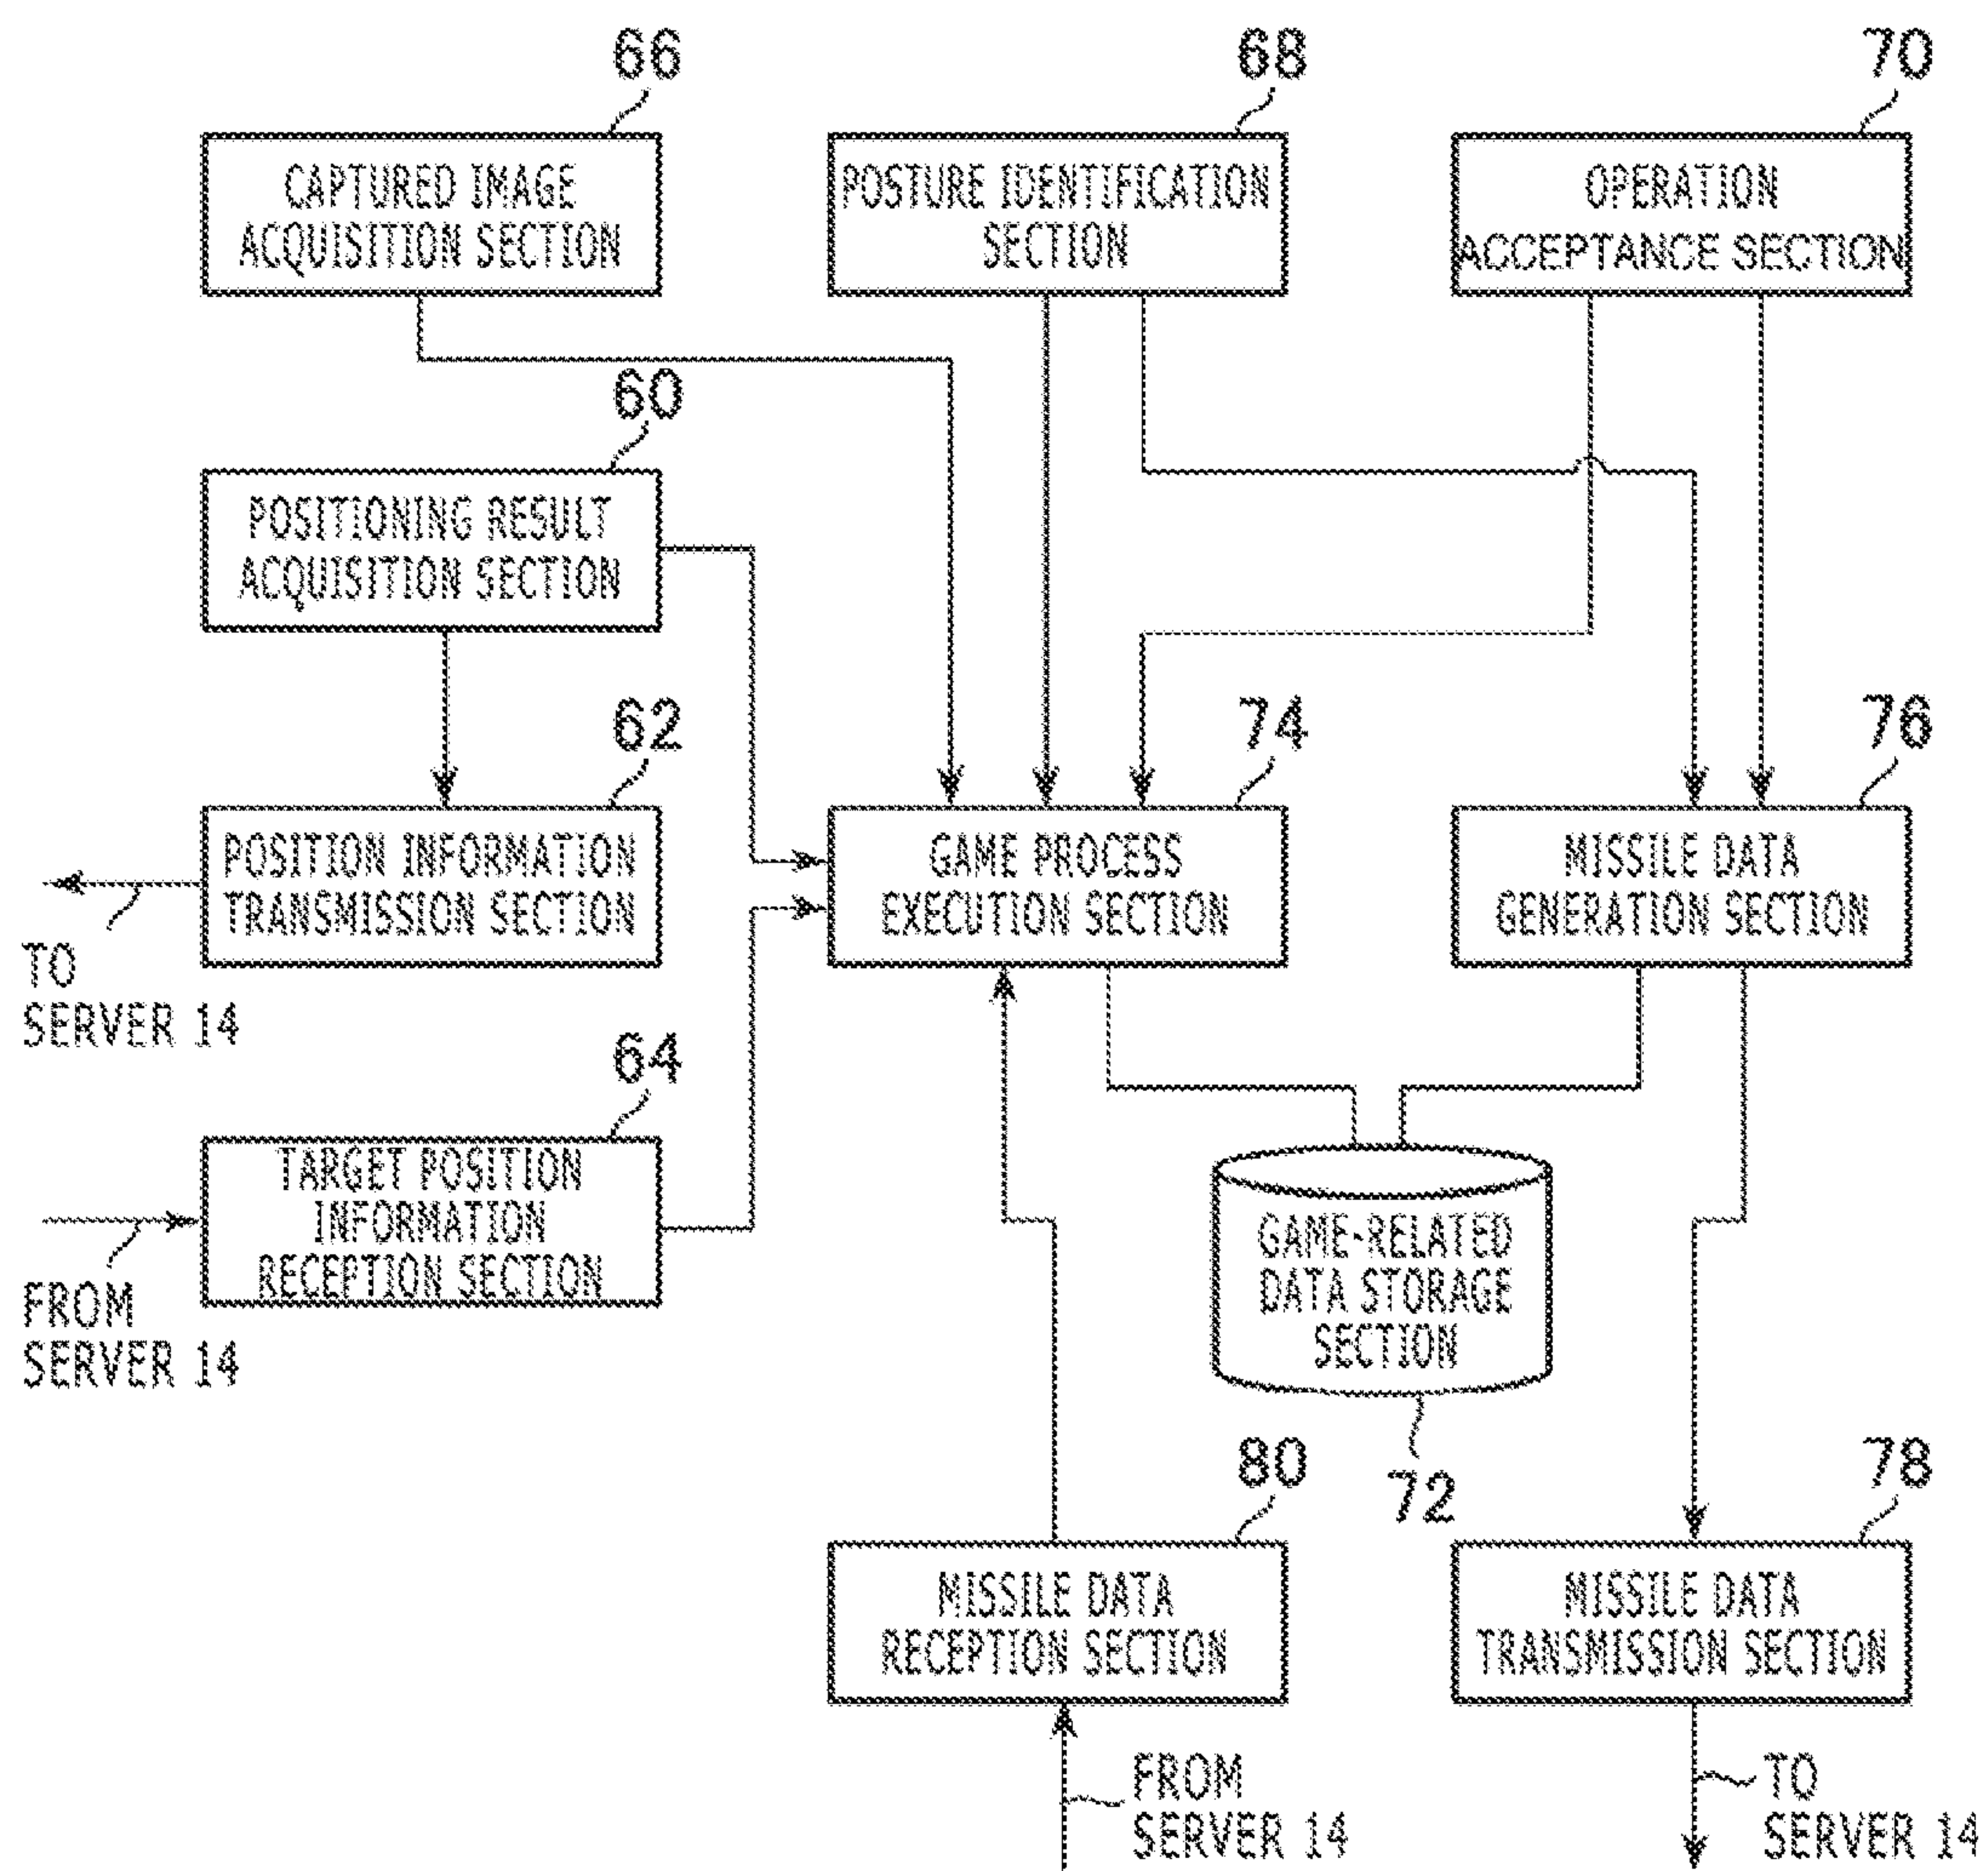 66
CAPTURED IMAGE
ACQUISITION SECTION
68
POSTURE IDENTIFICATION
SECTION
70
OPERATION
ACCEPTANCE SECTION
60
POSITIONING RESULT
ACQUISITION SECTION
62
POSITION INFORMATION
TRANSMISSION SECTION
TO
SERVER 14
74
GAME PROCESS
EXECUTION SECTION
76
MISSILE DATA
GENERATION SECTION
64
TARGET POSITION
INFORMATION
RECEPTION SECTION
FROM
SERVER 14
GAME-RELATED
DATA STORAGE
SECTION
72
80
MISSILE DATA
RECEPTION SECTION
FROM
SERVER 14
78
MISSILE DATA
TRANSMISSION SECTION
TO
SERVER 14